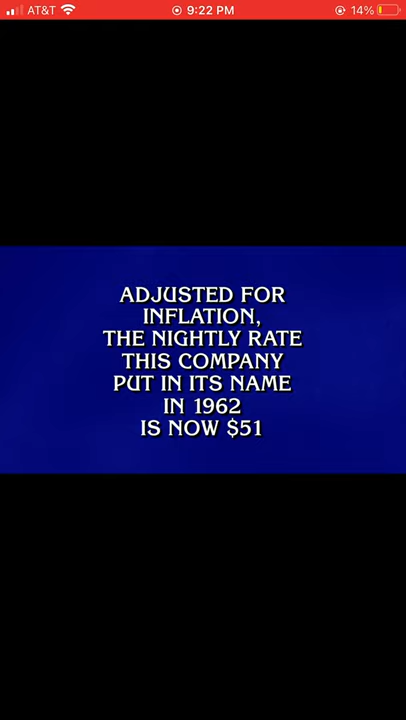 AT&T 9:22 PM 14%
ADJUSTED FOR
INFLATION,
THE NIGHTLY RATE
THIS COMPANY
PUT IN ITS NAME
IN 1962
IS NOW $51